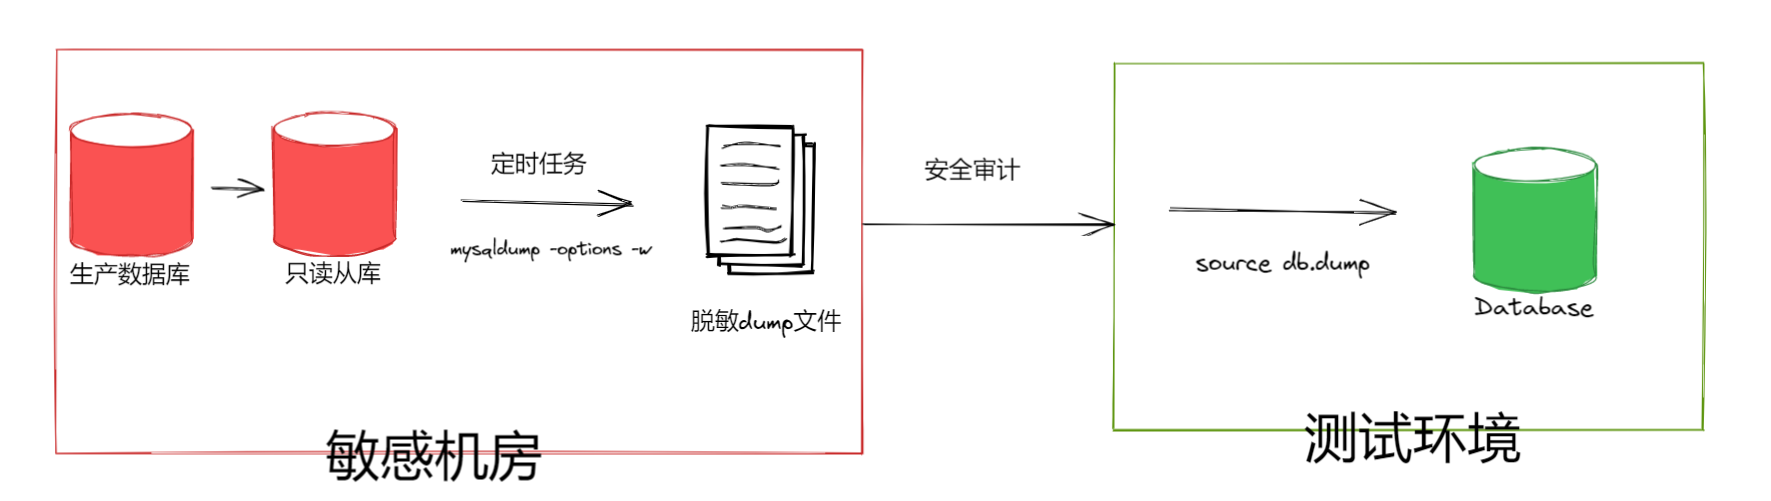 生产数据库
只读从库
定时任务
mysqldump -options -w
脱敏dump文件
敏感机房
安全审计
source db.dump
Database
测试环境